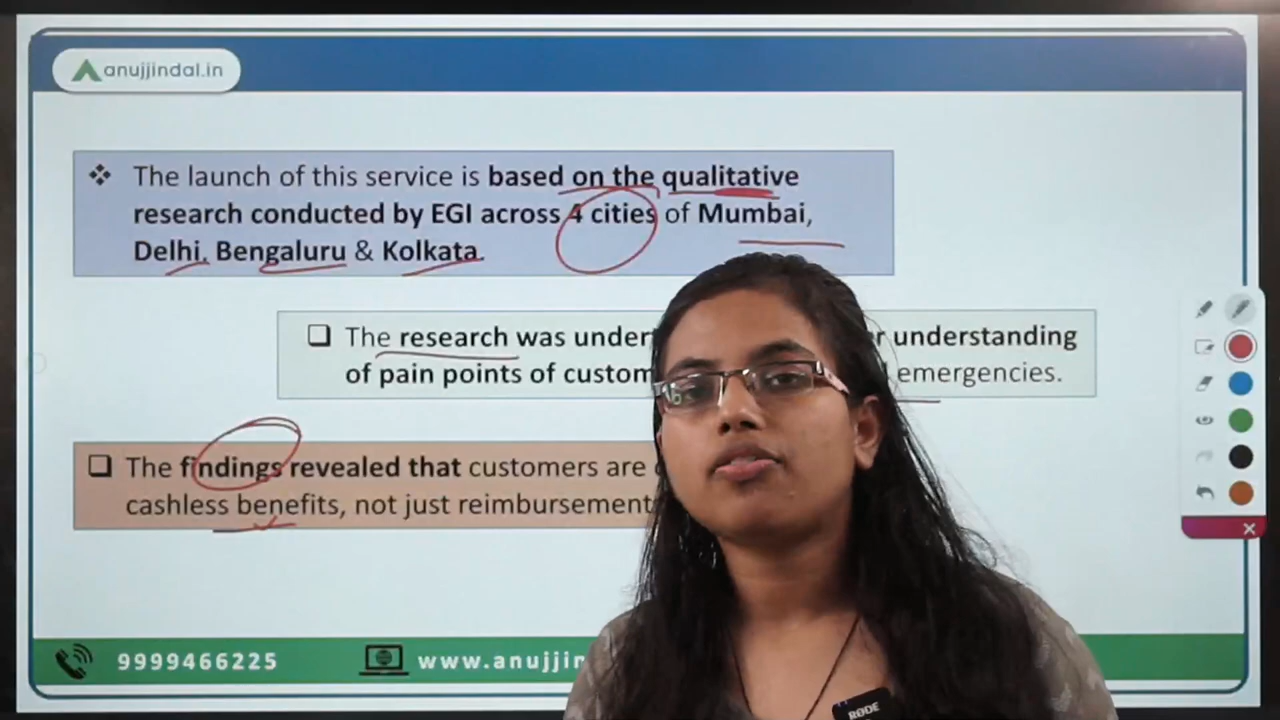 anujjindal.in
The launch of this service is based on the qualitative
research conducted by EGI across 4 cities of Mumbai,
Delhi, Bengaluru & Kolkata.
The research was under understanding
of pain points of custom emergencies.
The findings revealed that customers are
cashless benefits, not just reimbursement
9999466225
www.anujjin
RØDE